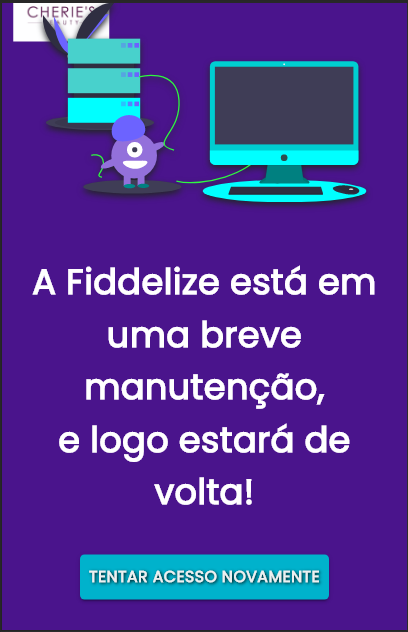 CHERIE'S
A Fiddelize está em
uma breve
manutenção,
e logo estará de
volta!
TENTAR ACESSO NOVAMENTE